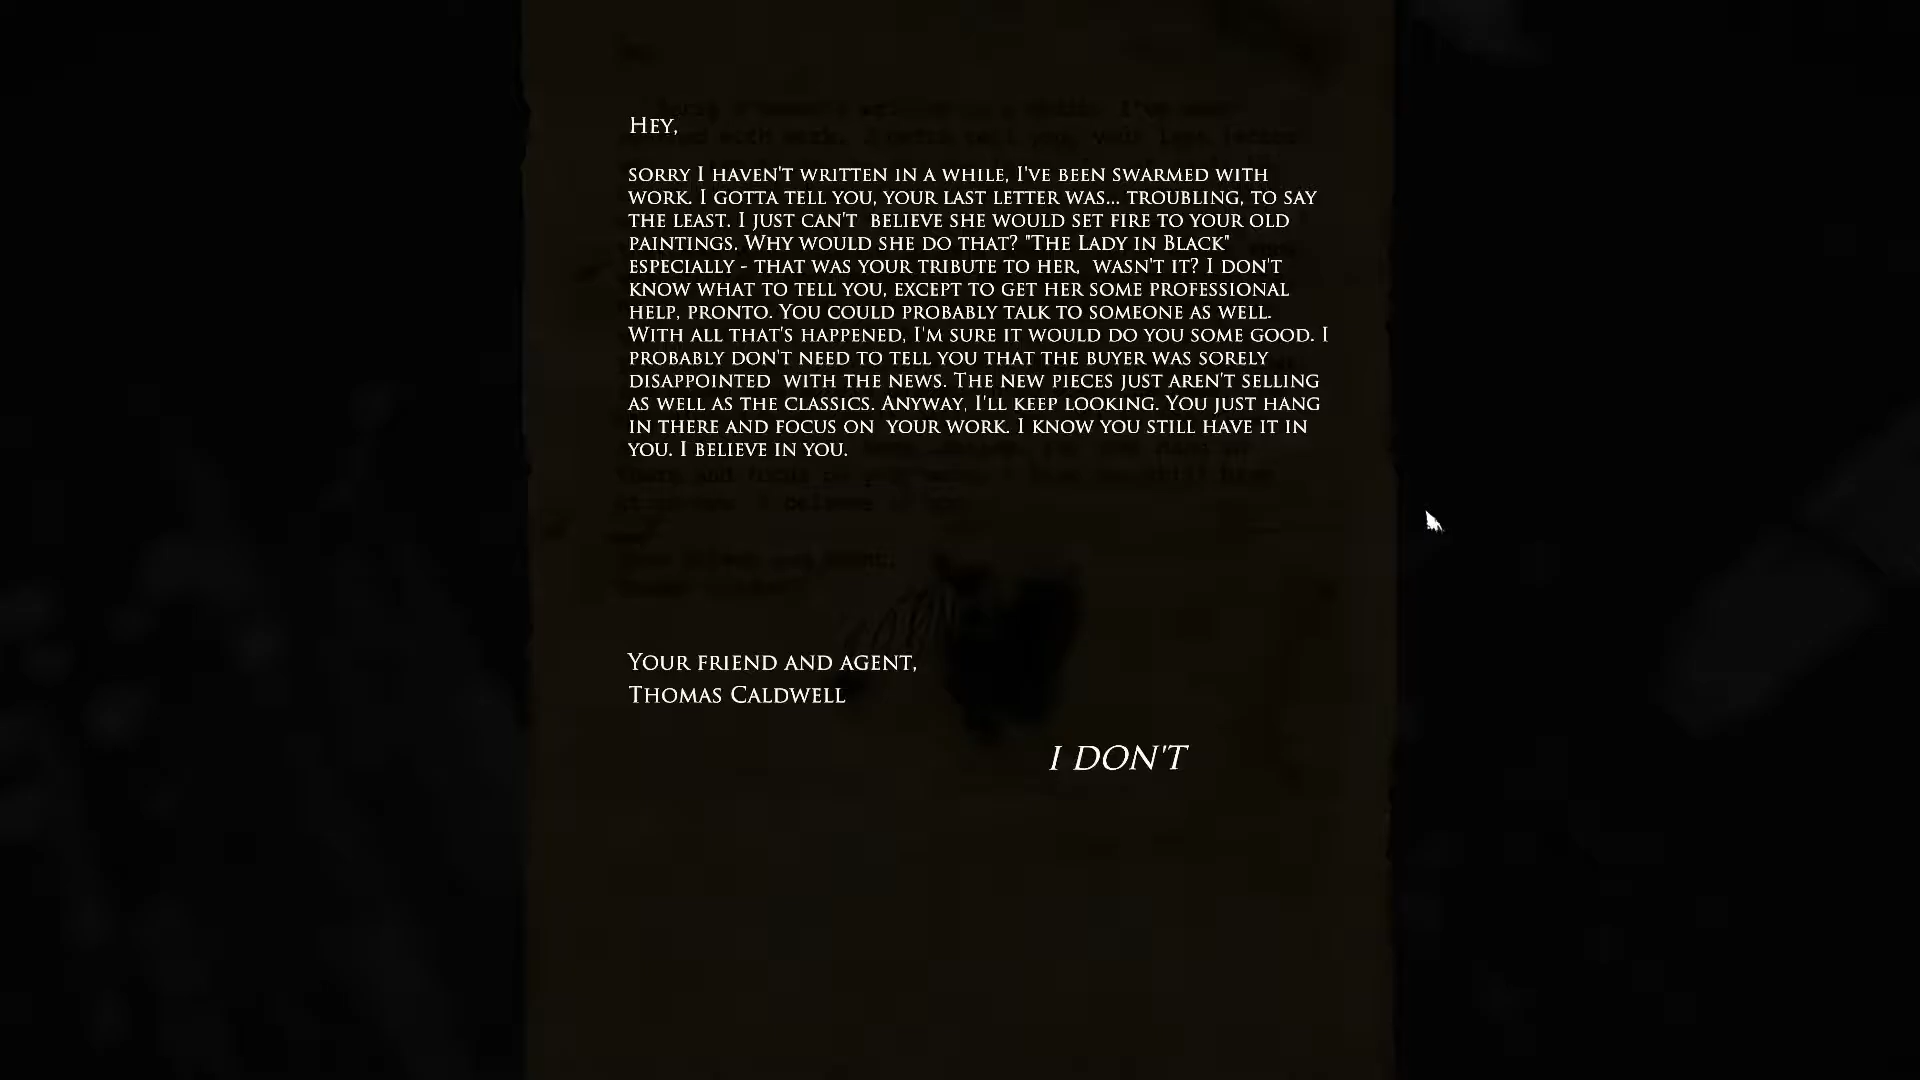 Hey,
sorry I haven't written in a while, I've been swarmed with
work. I gotta tell you, your last letter was... troubling, to say
the least. I just can't believe she would set fire to your old
paintings. Why would she do that? "The Lady in Black"
especially - that was your tribute to her, wasn't it? I don't
know what to tell you, except to get her some professional
help, pronto. You could probably talk to someone as well.
With all that's happened, I'm sure it would do you some good. I
probably don't need to tell you that the buyer was sorely
disappointed with the news. The new pieces just aren't selling
as well as the classics. Anyway, I'll keep looking. You just hang
in there and focus on your work. I know you still have it in
you. I believe in you.
Your friend and agent,
Thomas Caldwell
I DON'T